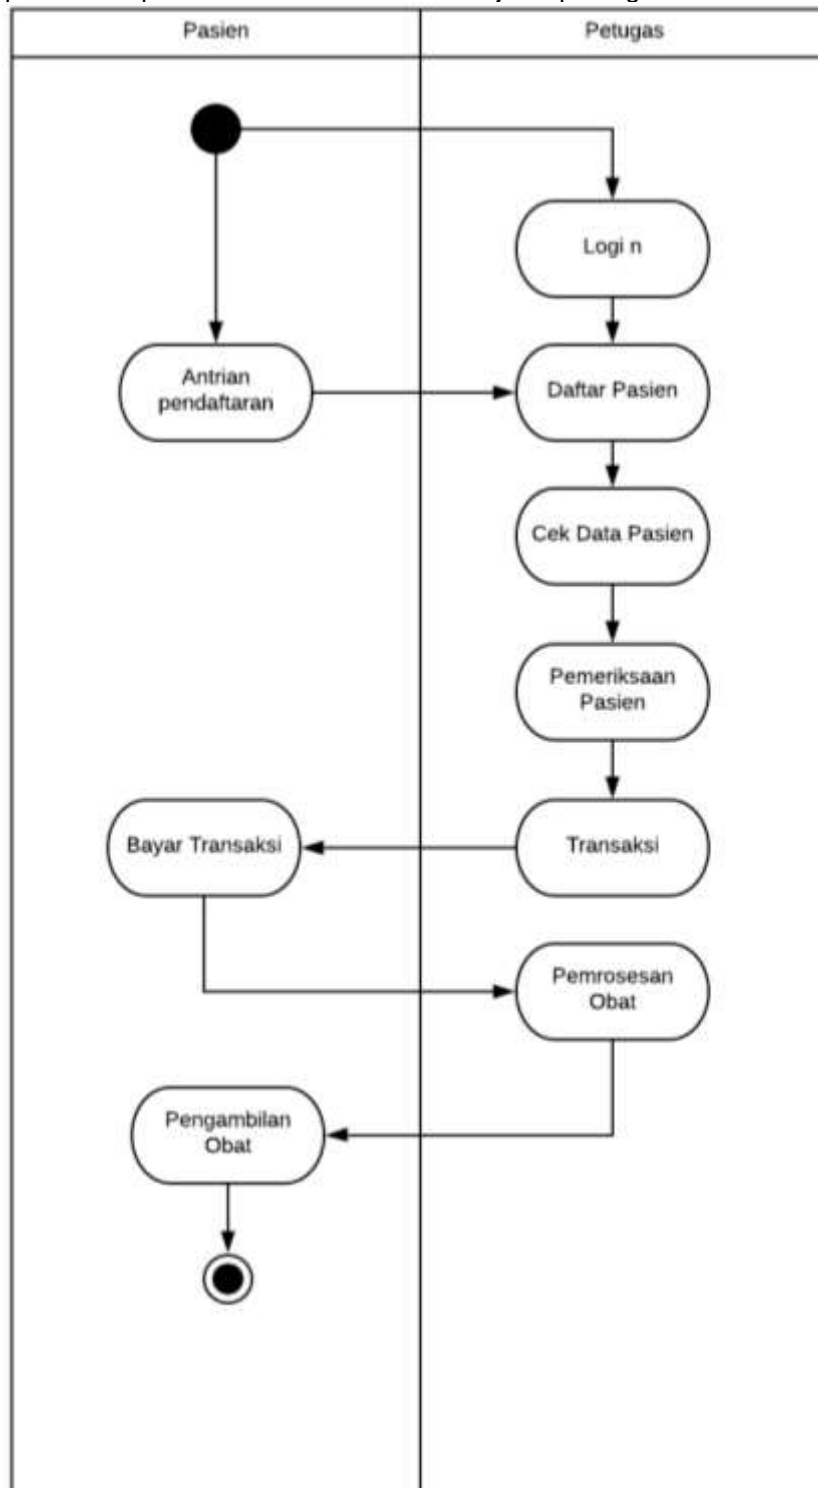 Pasien
Petugas
Logi n
Antrian
pendaftaran
Daftar Pasien
Cek Data Pasien
Pemeriksaan
Pasien
Bayar Transaksi
Transaksi
Pemrosesan
Obat
Pengambilan
Obat